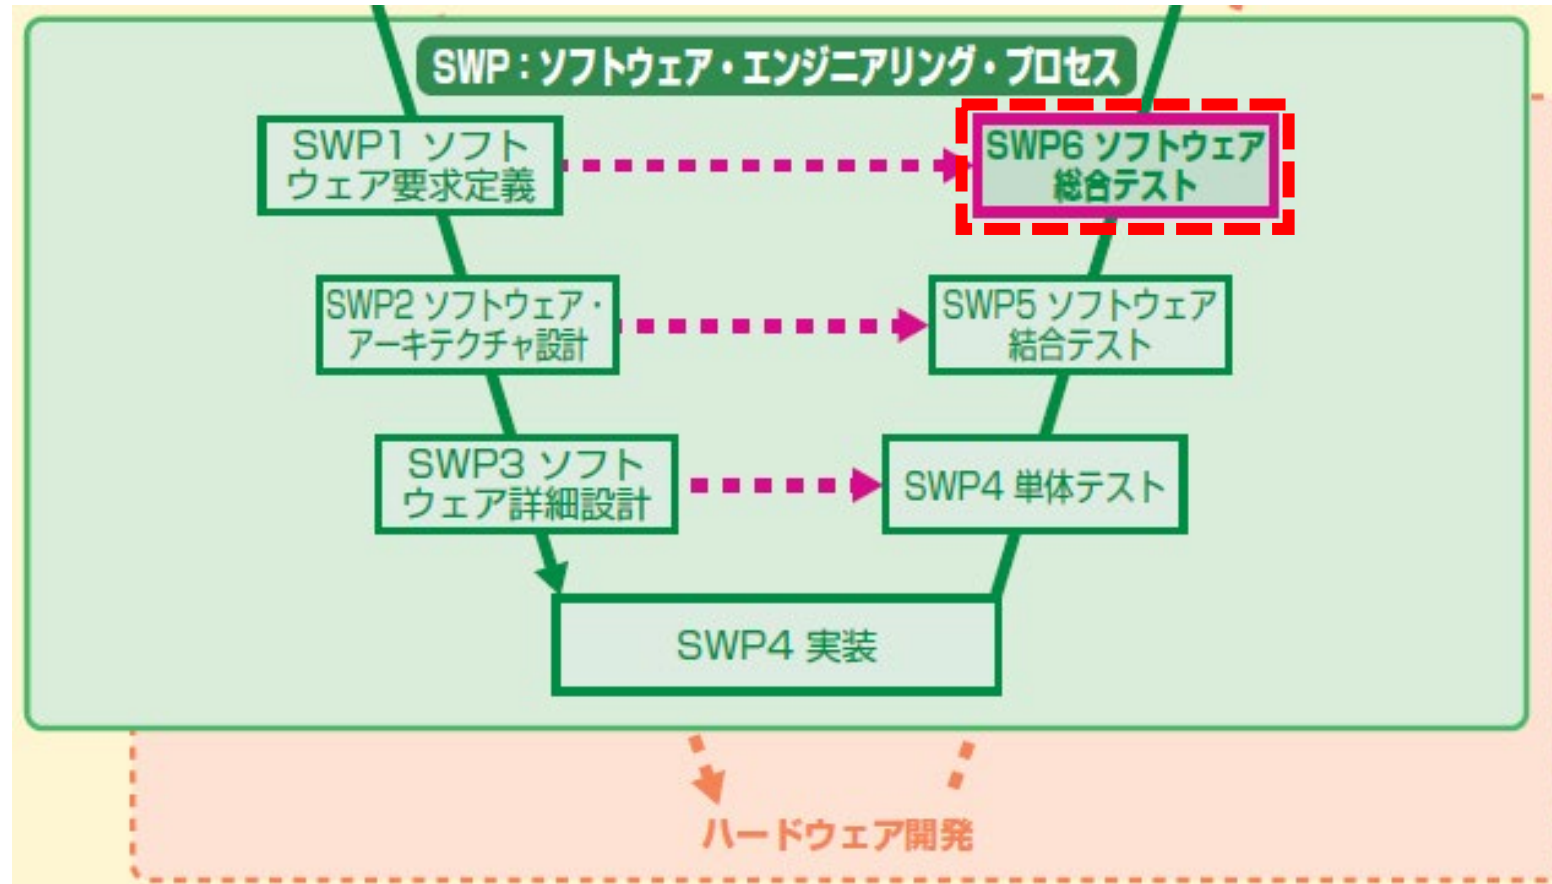 SWP：ソフトウェア・エンジニアリング・プロセス
SWP1 ソフト
ウェア要求定義
SWP6 ソフトウェア
総合テスト
SWP2 ソフトウェア・
アーキテクチャ設計
SWP5 ソフトウェア
結合テスト
SWP3 ソフト
ウェア詳細設計
SWP4 単体テスト
SWP4 実装
ハードウェア開発